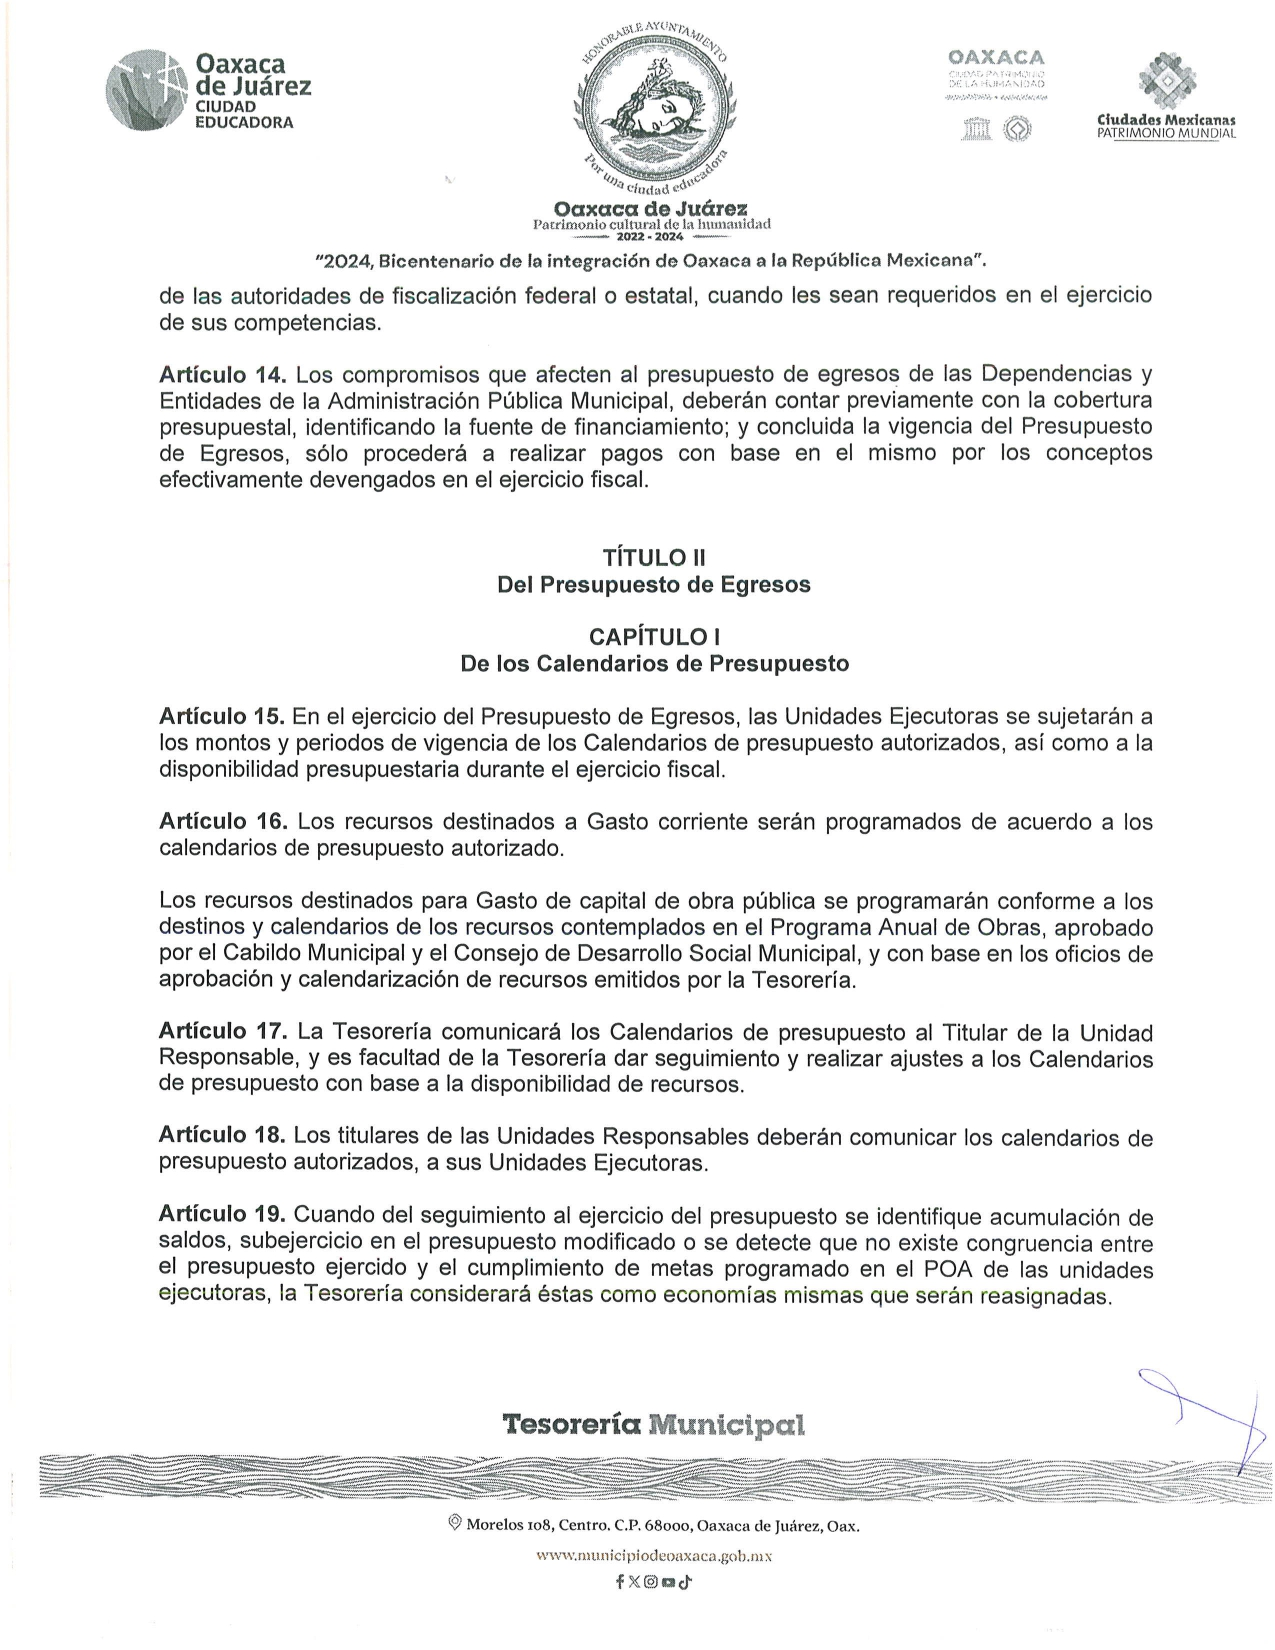 Oaxaca
de Juárez
CIUDAD
EDUCADORA
HONORABLE AYUNTAMIENTO
Por una ciudad educadora
Oaxaca de Juárez
Patrimonio cultural de la humanidad
2022 - 2024
OAXACA
CIUDAD PATRIMONIO
DE LA HUMANIDAD
Ciudades Mexicanas
PATRIMONIO MUNDIAL
"2024, Bicentenario de la integración de Oaxaca a la República Mexicana".
de las autoridades de fiscalización federal o estatal, cuando les sean requeridos en el ejercicio
de sus competencias.
Artículo 14. Los compromisos que afecten al presupuesto de egresos de las Dependencias y
Entidades de la Administración Pública Municipal, deberán contar previamente con la cobertura
presupuestal, identificando la fuente de financiamiento; y concluida la vigencia del Presupuesto
de Egresos, sólo procederá a realizar pagos con base en el mismo por los conceptos
efectivamente devengados en el ejercicio fiscal.
TÍTULO II
Del Presupuesto de Egresos
CAPÍTULO I
De los Calendarios de Presupuesto
Artículo 15. En el ejercicio del Presupuesto de Egresos, las Unidades Ejecutoras se sujetarán a
los montos y periodos de vigencia de los Calendarios de presupuesto autorizados, así como a la
disponibilidad presupuestaria durante el ejercicio fiscal.
Artículo 16. Los recursos destinados a Gasto corriente serán programados de acuerdo a los
calendarios de presupuesto autorizado.
Los recursos destinados para Gasto de capital de obra pública se programarán conforme a los
destinos y calendarios de los recursos contemplados en el Programa Anual de Obras, aprobado
por el Cabildo Municipal y el Consejo de Desarrollo Social Municipal, y con base en los oficios de
aprobación y calendarización de recursos emitidos por la Tesorería.
Artículo 17. La Tesorería comunicará los Calendarios de presupuesto al Titular de la Unidad
Responsable, y es facultad de la Tesorería dar seguimiento y realizar ajustes a los Calendarios
de presupuesto con base a la disponibilidad de recursos.
Artículo 18. Los titulares de las Unidades Responsables deberán comunicar los calendarios de
presupuesto autorizados, a sus Unidades Ejecutoras.
Artículo 19. Cuando del seguimiento al ejercicio del presupuesto se identifique acumulación de
saldos, subejercicio en el presupuesto modificado o se detecte que no existe congruencia entre
el presupuesto ejercido y el cumplimiento de metas programado en el POA de las unidades
ejecutoras, la Tesorería considerará éstas como economías mismas que serán reasignadas.
Tesorería Municipal
Morelos 108, Centro. C.P. 68000, Oaxaca de Juárez, Oax.
www.municipiodeoaxaca.gob.mx